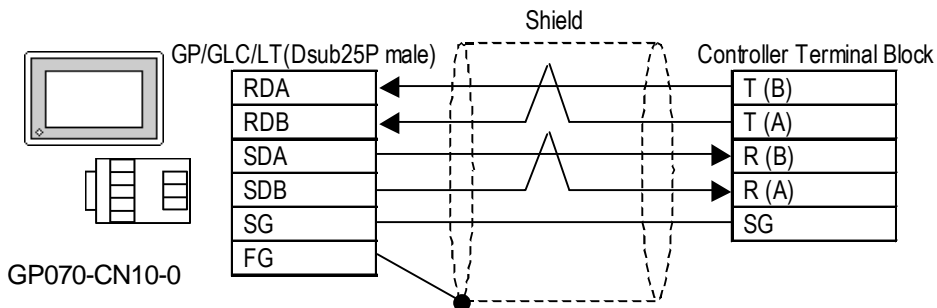 Shield
GP/GLC/LT(Dsub25P male)
Controller Terminal Block
RDA
T (B)
RDB
T (A)
SDA
R (B)
SDB
R (A)
SG
SG
FG
GP070-CN10-0